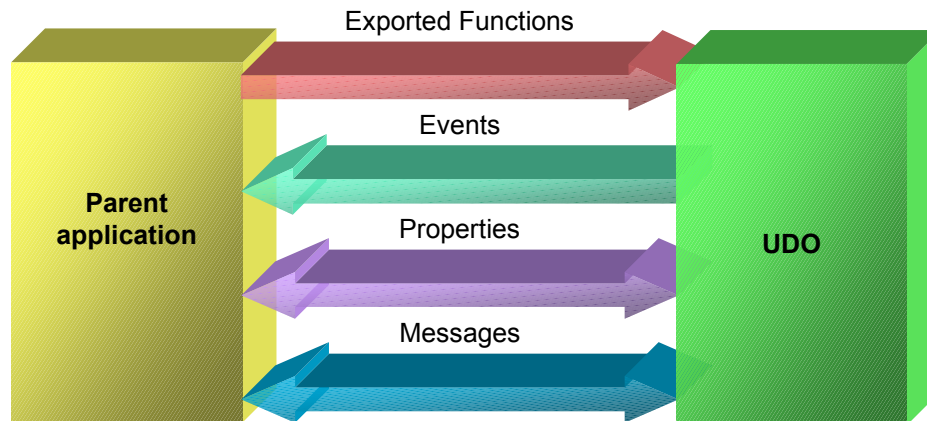 Exported Functions
Events
Parent
application
Properties
UDO
Messages